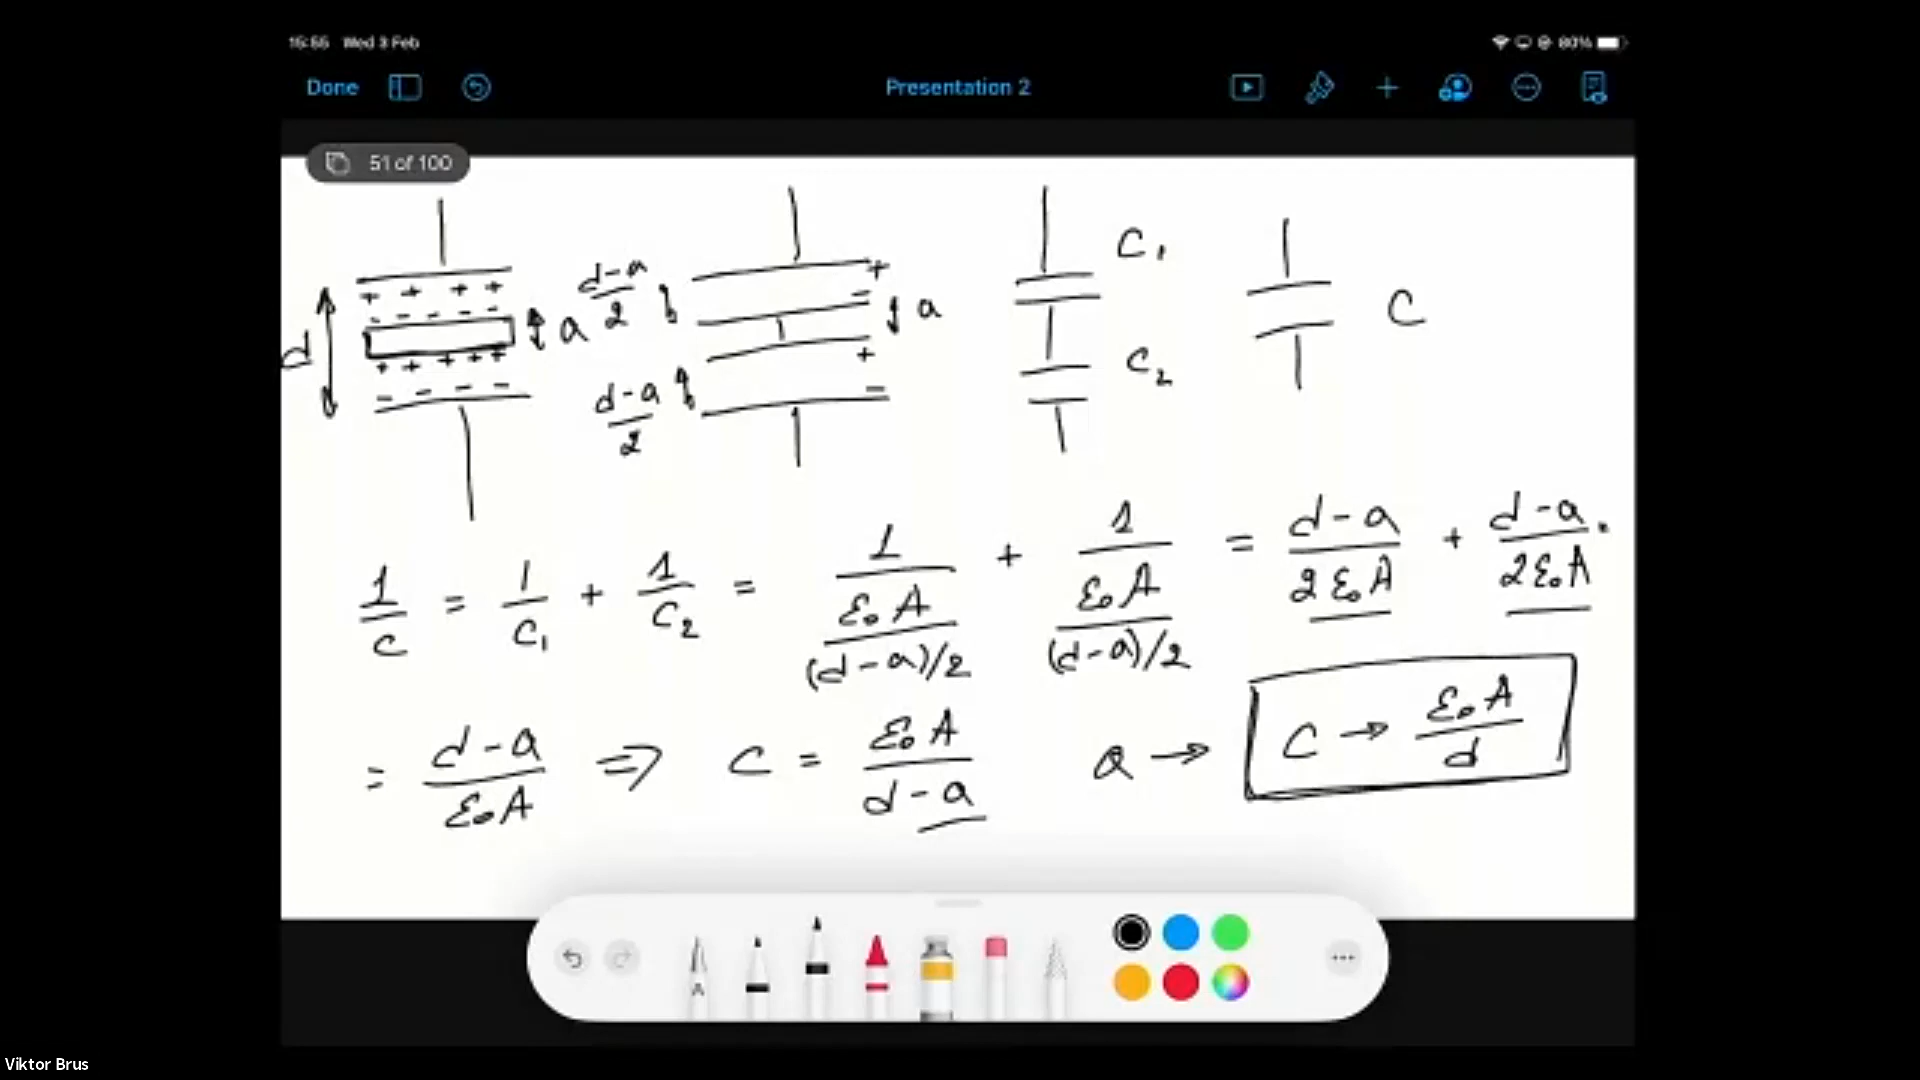 15:55 Wed 3 Feb
80%
Done
Presentation 2
51 of 100
d
+ + + +
- - - - -
a
+ + + + +
- - - -
d-a/2
d-a/2
+
-
a
+
-
C₁
C₂
C
1/C = 1/C₁ + 1/C₂ = 1/(ε₀A/((d-a)/2)) + 1/(ε₀A/((d-a)/2)) = (d-a)/(2ε₀A) + (d-a)/(2ε₀A).
= (d-a)/(ε₀A) => C = ε₀A/(d-a) a → C → ε₀A/d
A
Viktor Brus